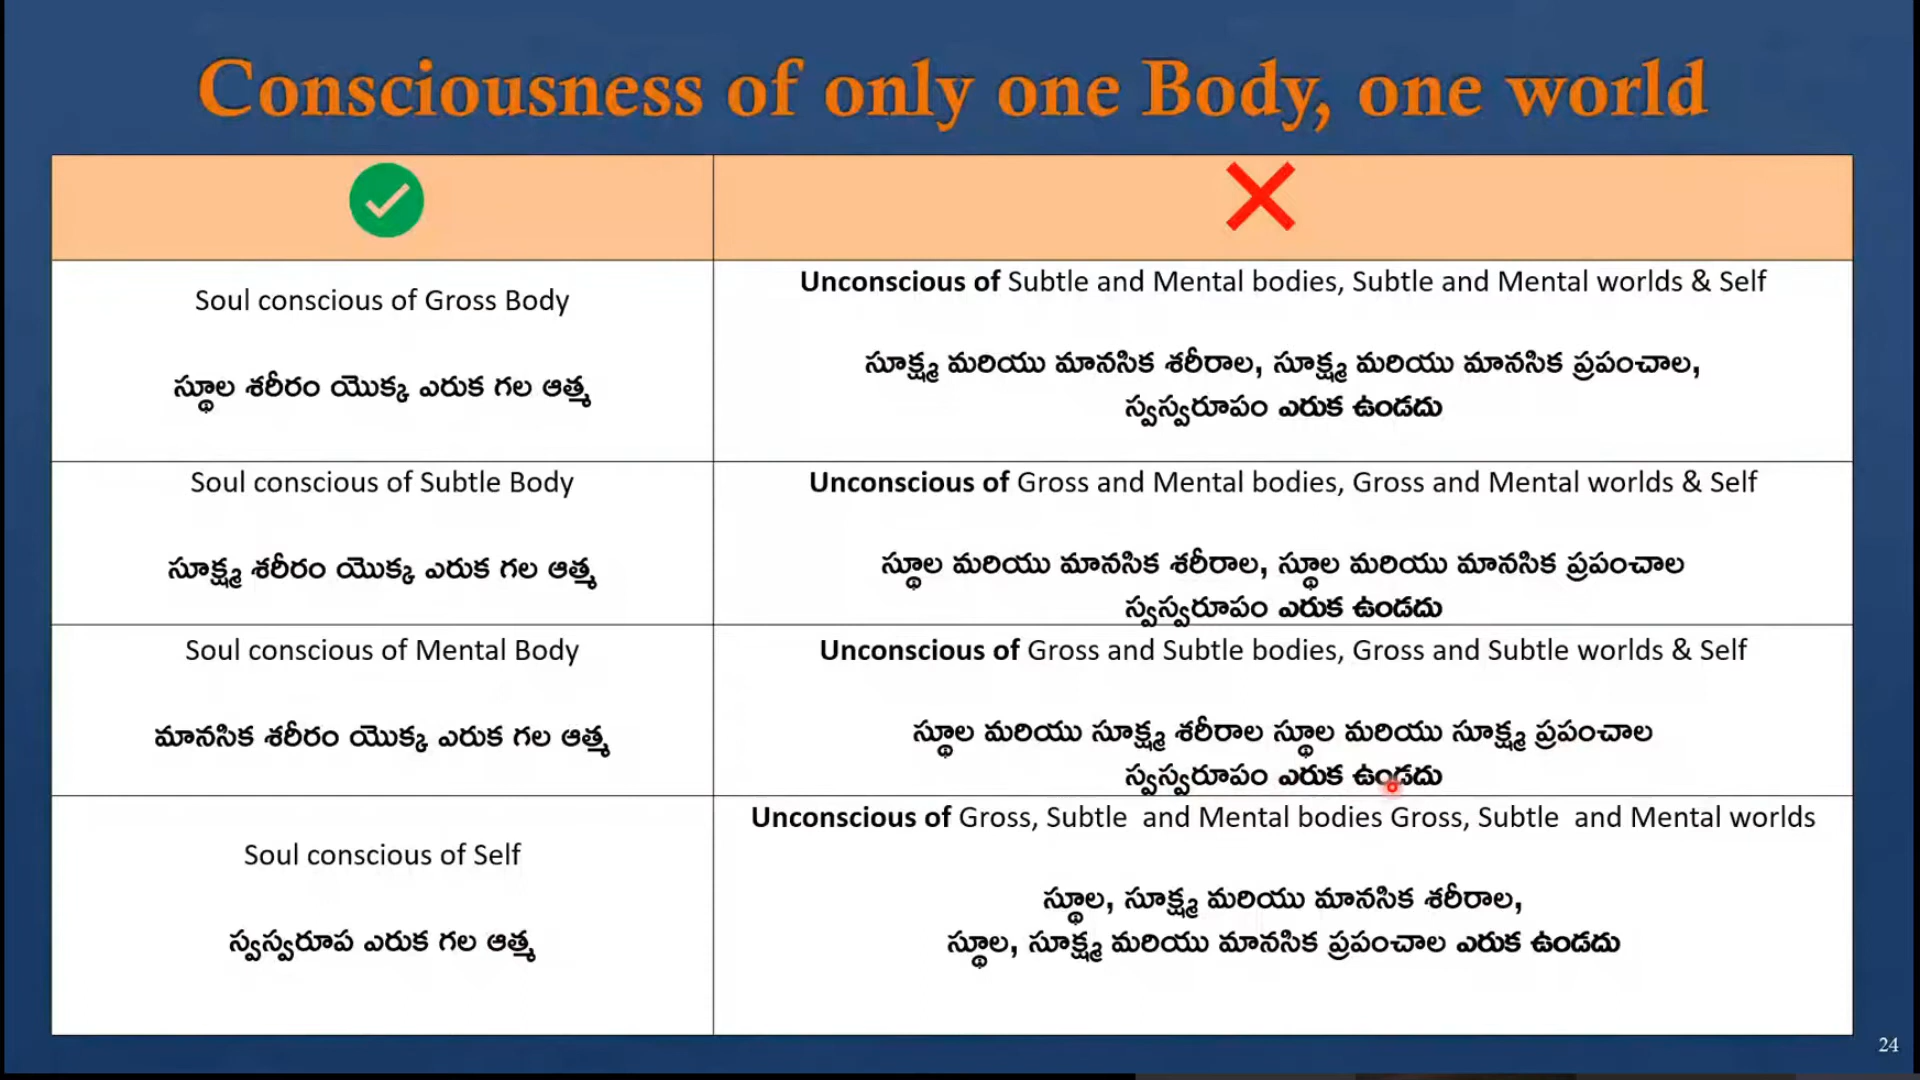 Consciousness of only one Body, one world
Soul conscious of Gross Body
స్థూల శరీరం యొక్క ఎరుక గల ఆత్మ
Unconscious of Subtle and Mental bodies, Subtle and Mental worlds & Self
సూక్ష్మ మరియు మానసిక శరీరాల, సూక్ష్మ మరియు మానసిక ప్రపంచాల,
స్వస్వరూపం ఎరుక ఉండదు
Soul conscious of Subtle Body
సూక్ష్మ శరీరం యొక్క ఎరుక గల ఆత్మ
Unconscious of Gross and Mental bodies, Gross and Mental worlds & Self
స్థూల మరియు మానసిక శరీరాల, స్థూల మరియు మానసిక ప్రపంచాల
స్వస్వరూపం ఎరుక ఉండదు
Soul conscious of Mental Body
మానసిక శరీరం యొక్క ఎరుక గల ఆత్మ
Unconscious of Gross and Subtle bodies, Gross and Subtle worlds & Self
స్థూల మరియు సూక్ష్మ శరీరాల స్థూల మరియు సూక్ష్మ ప్రపంచాల
స్వస్వరూపం ఎరుక ఉండదు
Soul conscious of Self
స్వస్వరూప ఎరుక గల ఆత్మ
Unconscious of Gross, Subtle  and Mental bodies Gross, Subtle  and Mental worlds
స్థూల, సూక్ష్మ మరియు మానసిక శరీరాల,
స్థూల, సూక్ష్మ మరియు మానసిక ప్రపంచాల ఎరుక ఉండదు
24